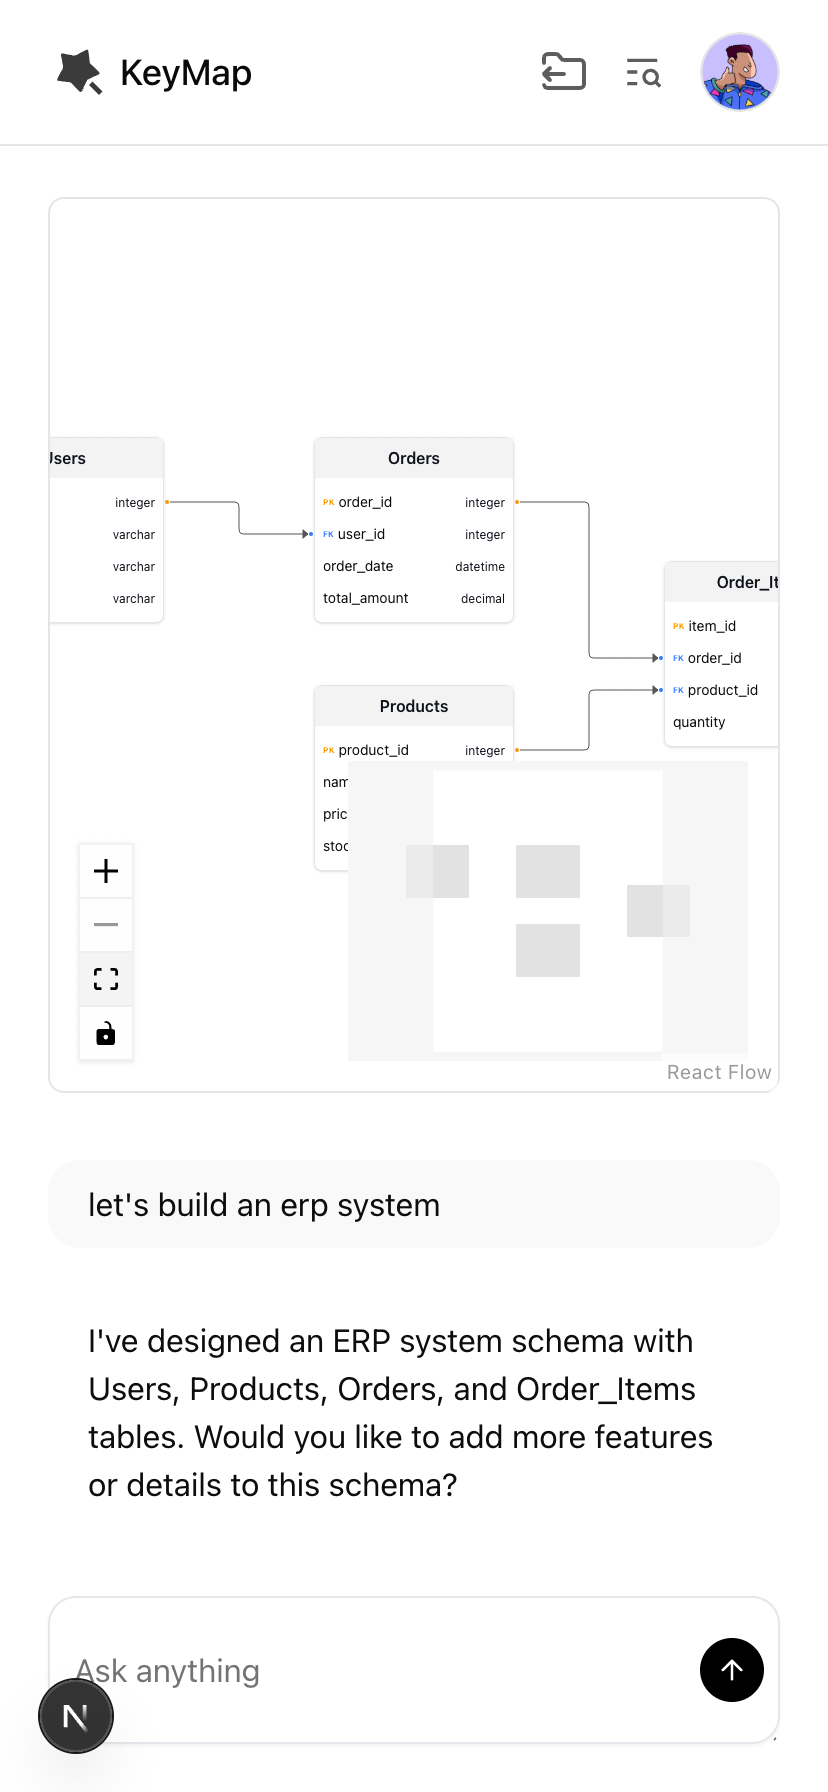 KeyMap
Users
integer
varchar
varchar
varchar
Orders
PK order_id integer
FK user_id integer
order_date datetime
total_amount decimal
Order_It
PK item_id
FK order_id
FK product_id
quantity
Products
PK product_id integer
nam
pric
stoc
React Flow
let's build an erp system
I've designed an ERP system schema with
Users, Products, Orders, and Order_Items
tables. Would you like to add more features
or details to this schema?
Ask anything
N